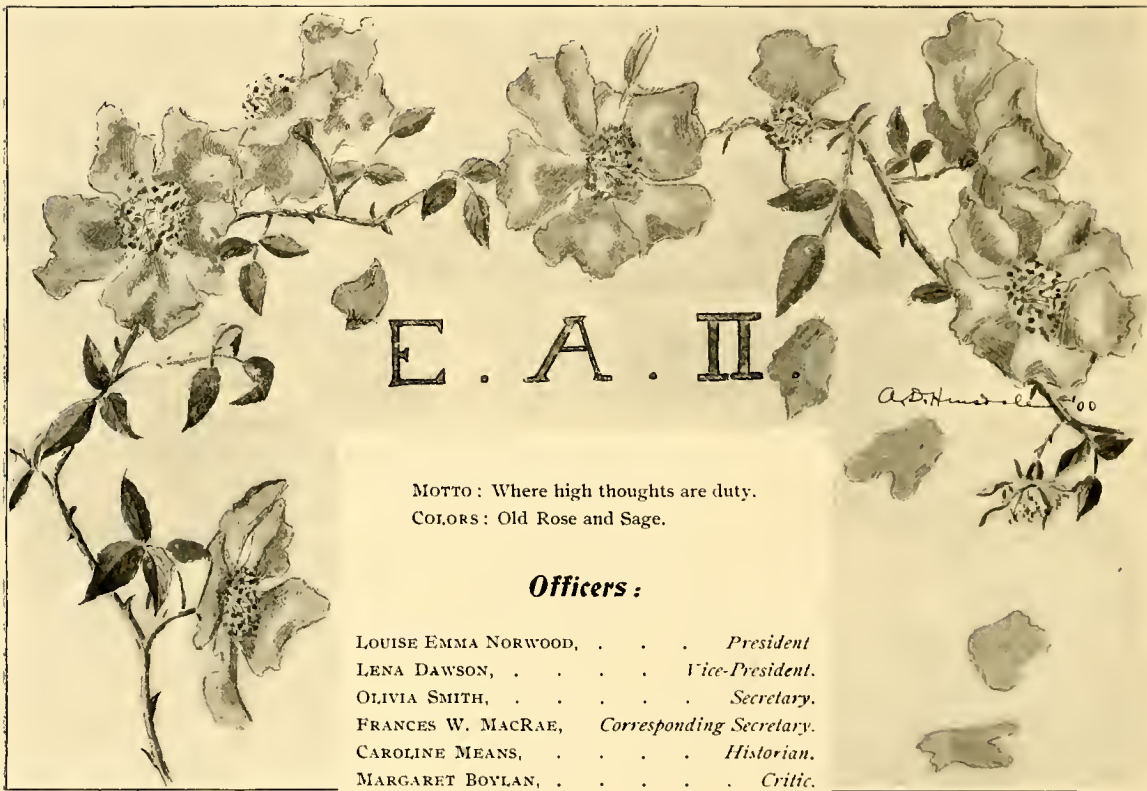 E. A. Π.
'00
MOTTO: Where high thoughts are duty.
COLORS: Old Rose and Sage.
Officers:
LOUISE EMMA NORWOOD, . . . President
LENA DAWSON, . . . . Vice-President.
OLIVIA SMITH, . . . . . Secretary.
FRANCES W. MACRAE, Corresponding Secretary.
CAROLINE MEANS, . . . . Historian.
MARGARET BOYLAN, . . . . . Critic.